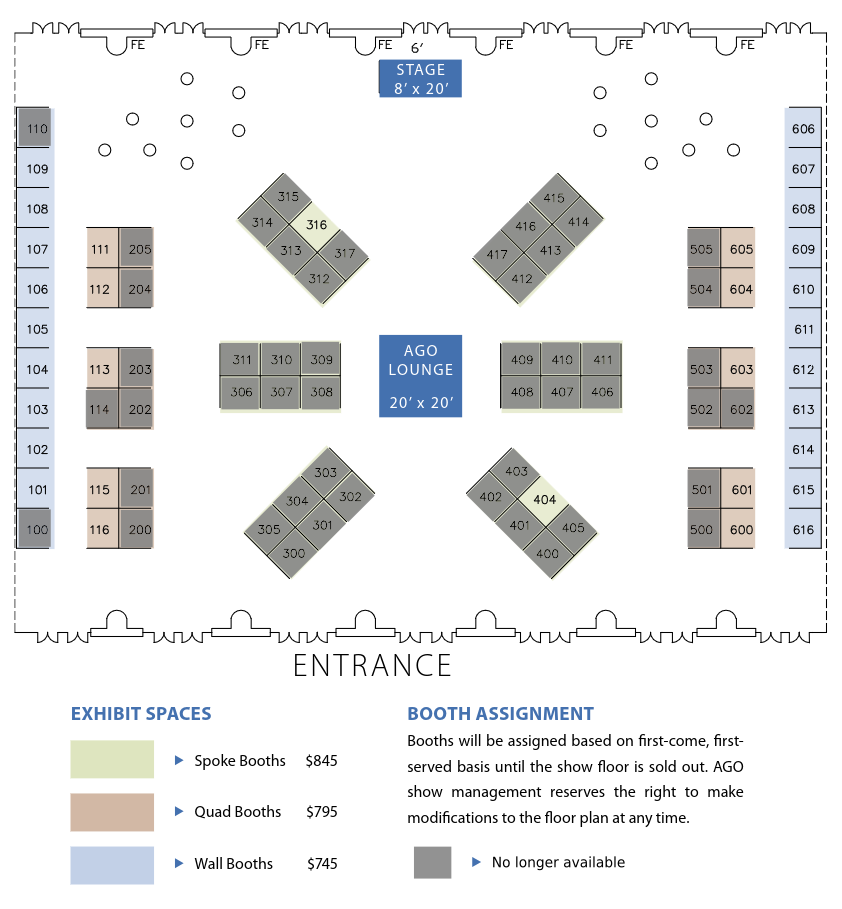 FE
FE
FE
6′
FE
FE
FE
STAGE
8′ x 20′
110
109
108
107
106
105
104
103
102
101
100
111 205
112 204
113 203
114 202
115 201
116 200
315
314
316
313
317
312
415
416
414
417
413
412
311 310 309
306 307 308
AGO
LOUNGE
20′ x 20′
409 410 411
408 407 406
303
304
302
305
301
300
403
402
404
401
405
400
505 605
504 604
503 603
502 602
501 601
500 600
606
607
608
609
610
611
612
613
614
615
616
ENTRANCE
EXHIBIT SPACES
Spoke Booths $845
Quad Booths $795
Wall Booths $745
BOOTH ASSIGNMENT
Booths will be assigned based on first-come, first-
served basis until the show floor is sold out. AGO
show management reserves the right to make
modifications to the floor plan at any time.
No longer available